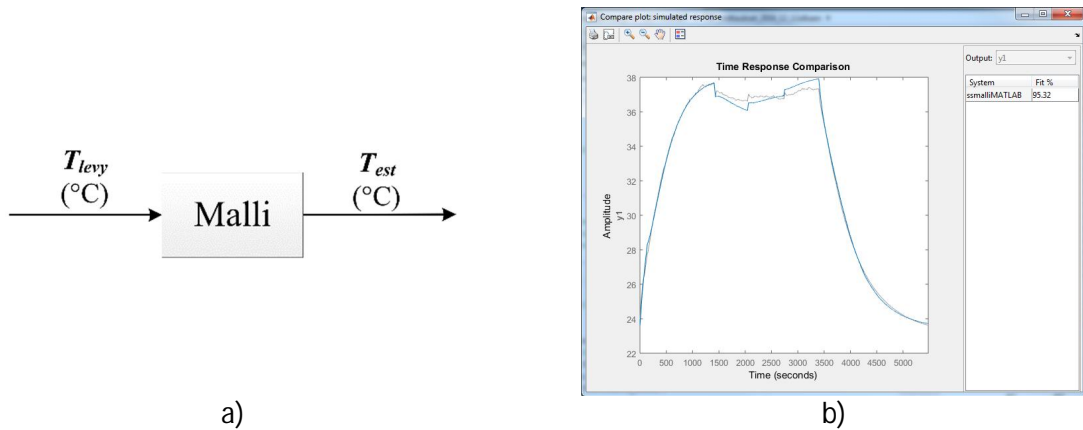 T_levy
(°C)
T_est
(°C)
Malli
a)
Compare plot: simulated response
Output: y1
Time Response Comparison
System Fit %
ssmalliMATLAB 95.32
38
36
34
32
30
28
26
24
22
Amplitude
y1
0 500 1000 1500 2000 2500 3000 3500 4000 4500 5000
Time (seconds)
b)